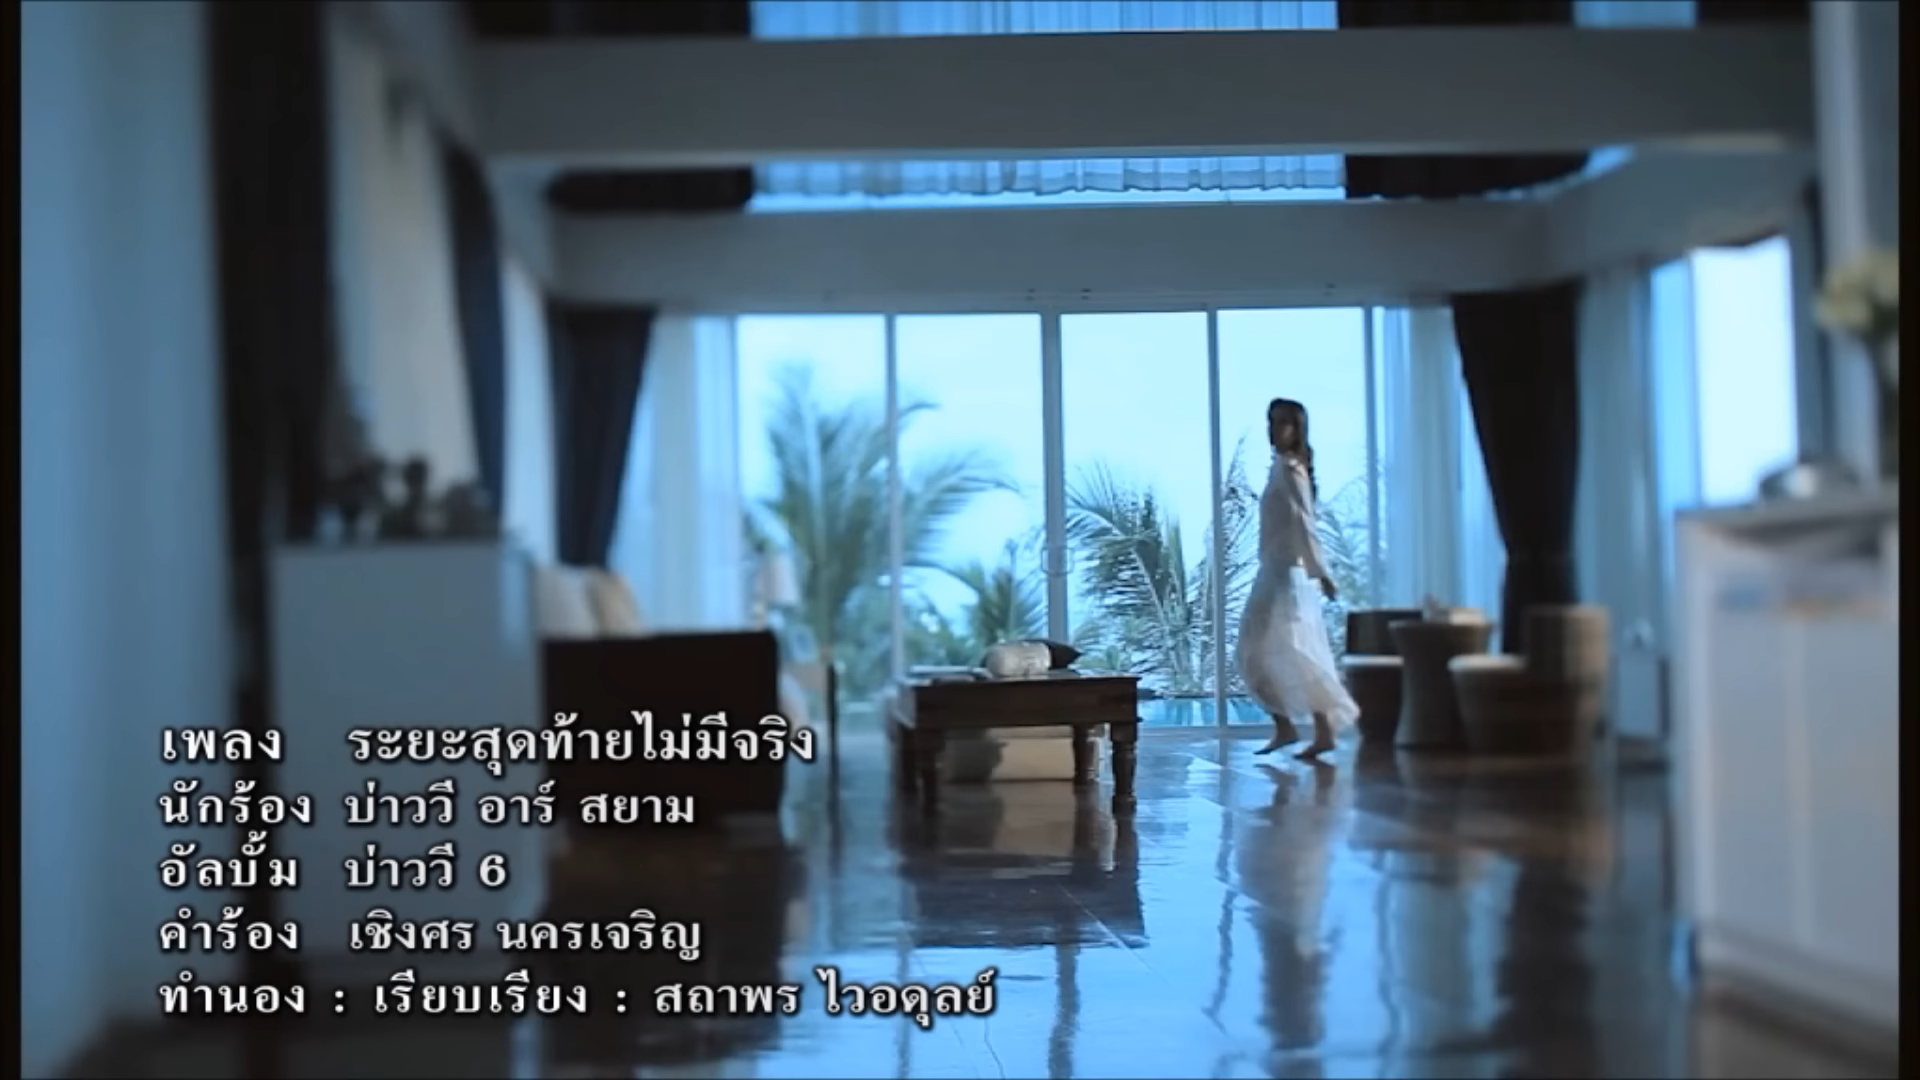 เพลง ระยะสุดท้ายไม่มีจริง
นักร้อง บ่าววี อาร์ สยาม
อัลบั้ม บ่าววี 6
คำร้อง เชิงศร นครเจริญ
ทำนอง : เรียบเรียง : สถาพร ไวอดุลย์